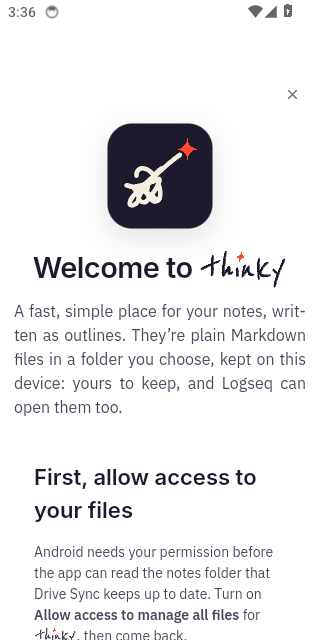 3:36
Welcome to thinky
A fast, simple place for your notes, writ-
ten as outlines. They’re plain Markdown
files in a folder you choose, kept on this
device: yours to keep, and Logseq can
open them too.
First, allow access to
your files
Android needs your permission before
the app can read the notes folder that
Drive Sync keeps up to date. Turn on
Allow access to manage all files for
thinky, then come back.